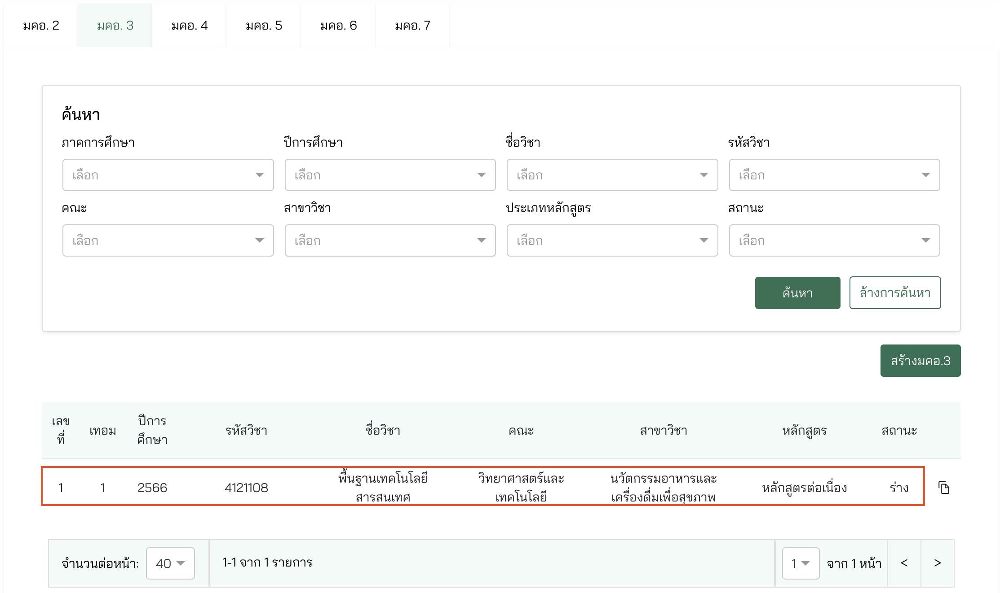 มคอ. 2 มคอ. 3 มคอ. 4 มคอ. 5 มคอ. 6 มคอ. 7
ค้นหา
ภาคการศึกษา ปีการศึกษา ชื่อวิชา รหัสวิชา
เลือก เลือก เลือก เลือก
คณะ สาขาวิชา ประเภทหลักสูตร สถานะ
เลือก เลือก เลือก เลือก
ค้นหา ล้างการค้นหา
สร้างมคอ.3
เลขที่ เทอม ปีการศึกษา รหัสวิชา ชื่อวิชา คณะ สาขาวิชา หลักสูตร สถานะ
1 1 2566 4121108 พื้นฐานเทคโนโลยีสารสนเทศ วิทยาศาสตร์และเทคโนโลยี นวัตกรรมอาหารและเครื่องดื่มเพื่อสุขภาพ หลักสูตรต่อเนื่อง ร่าง
จำนวนต่อหน้า: 40 1-1 จาก 1 รายการ 1 จาก 1 หน้า < >